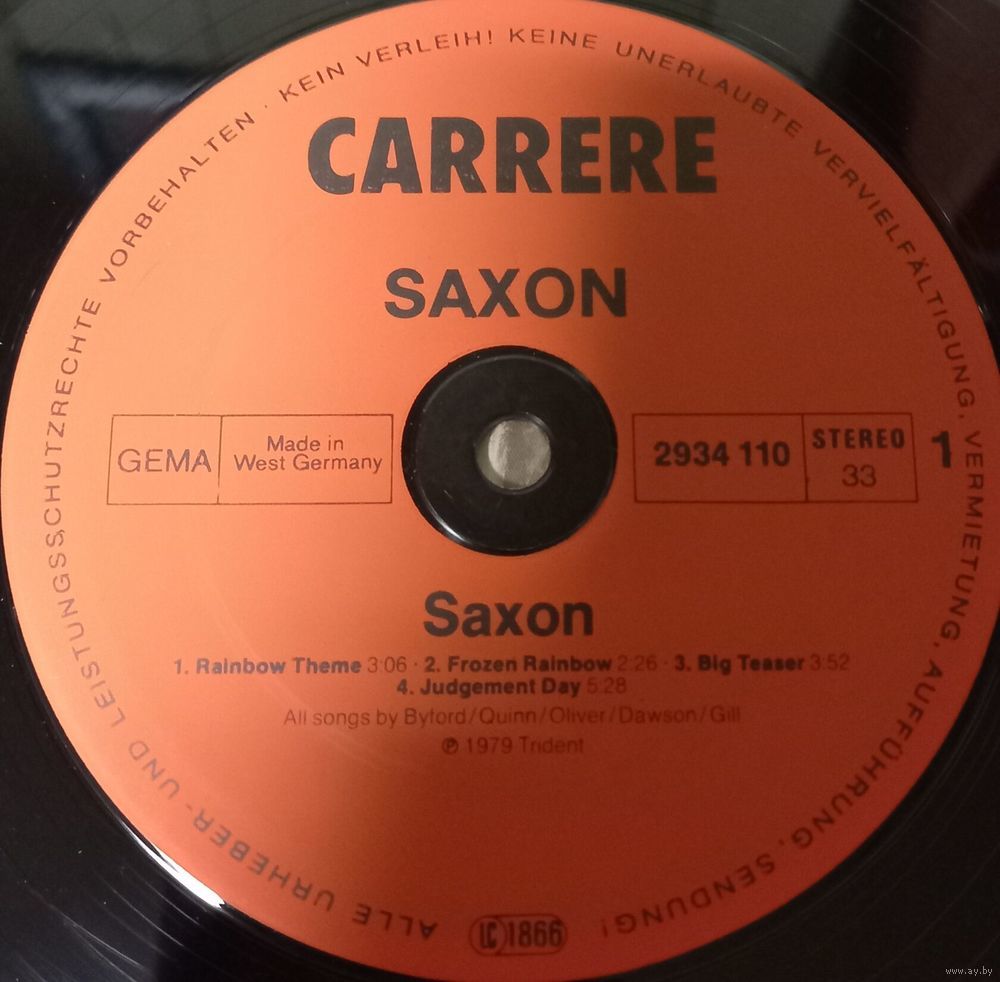 ALLE URHEBER- UND LEISTUNGSSCHUTZRECHTE VORBEHALTEN · KEIN VERLEIH! KEINE UNERLAUBTE VERVIELFÄLTIGUNG, VERMIETUNG, AUFFÜHRUNG, SENDUNG!
CARRERE
SAXON
GEMA
Made in
West Germany
2934 110
STEREO
33
1
Saxon
1. Rainbow Theme 3:06 · 2. Frozen Rainbow 2:26 · 3. Big Teaser 3:52
4. Judgement Day 5:28
All songs by Byford/Quinn/Oliver/Dawson/Gill
℗ 1979 Trident
LC 1866
www.ay.by